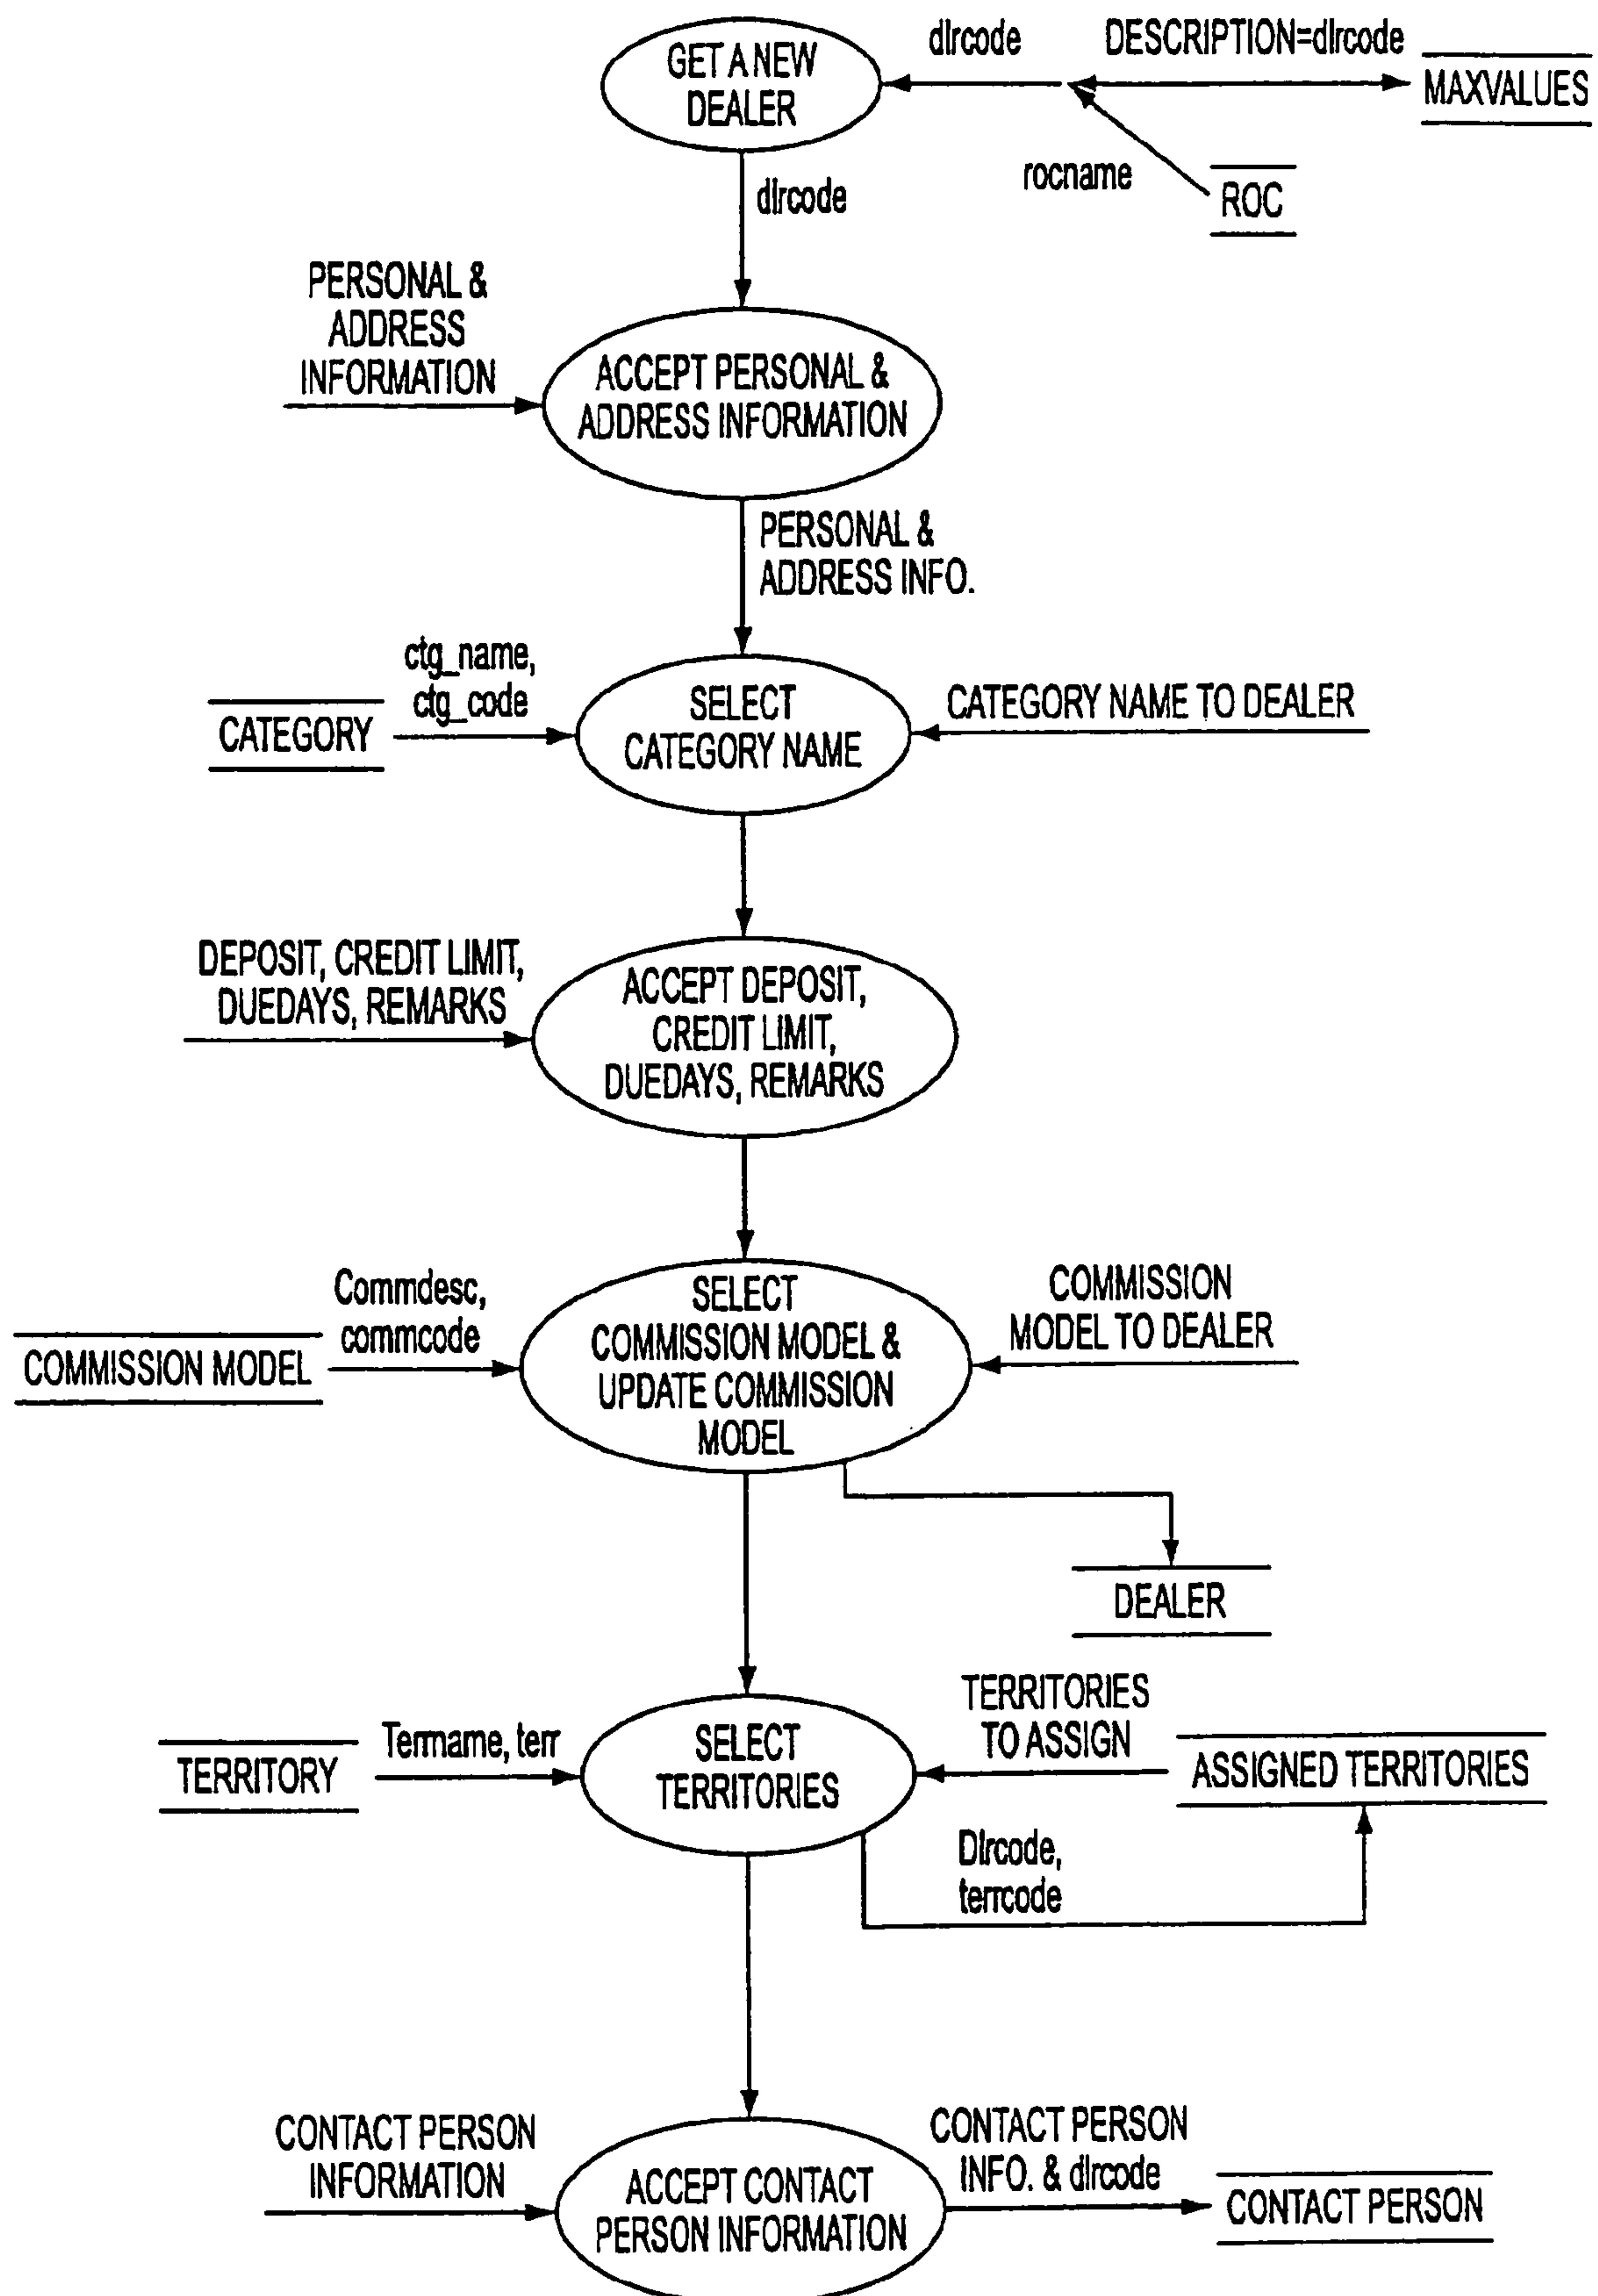 GET A NEW
DEALER
dlrcode
DESCRIPTION=dlrcode
MAXVALUES
rocname
ROC
dlrcode
PERSONAL &
ADDRESS
INFORMATION
ACCEPT PERSONAL &
ADDRESS INFORMATION
PERSONAL &
ADDRESS INFO.
ctg_name,
ctg_code
CATEGORY
SELECT
CATEGORY NAME
CATEGORY NAME TO DEALER
DEPOSIT, CREDIT LIMIT,
DUEDAYS, REMARKS
ACCEPT DEPOSIT,
CREDIT LIMIT,
DUEDAYS, REMARKS
Commdesc,
commcode
COMMISSION MODEL
SELECT
COMMISSION MODEL &
UPDATE COMMISSION
MODEL
COMMISSION
MODEL TO DEALER
DEALER
TERRITORY
Terrname, terr
SELECT
TERRITORIES
TERRITORIES
TO ASSIGN
ASSIGNED TERRITORIES
Dlrcode,
terrcode
CONTACT PERSON
INFORMATION
ACCEPT CONTACT
PERSON INFORMATION
CONTACT PERSON
INFO. & dlrcode
CONTACT PERSON